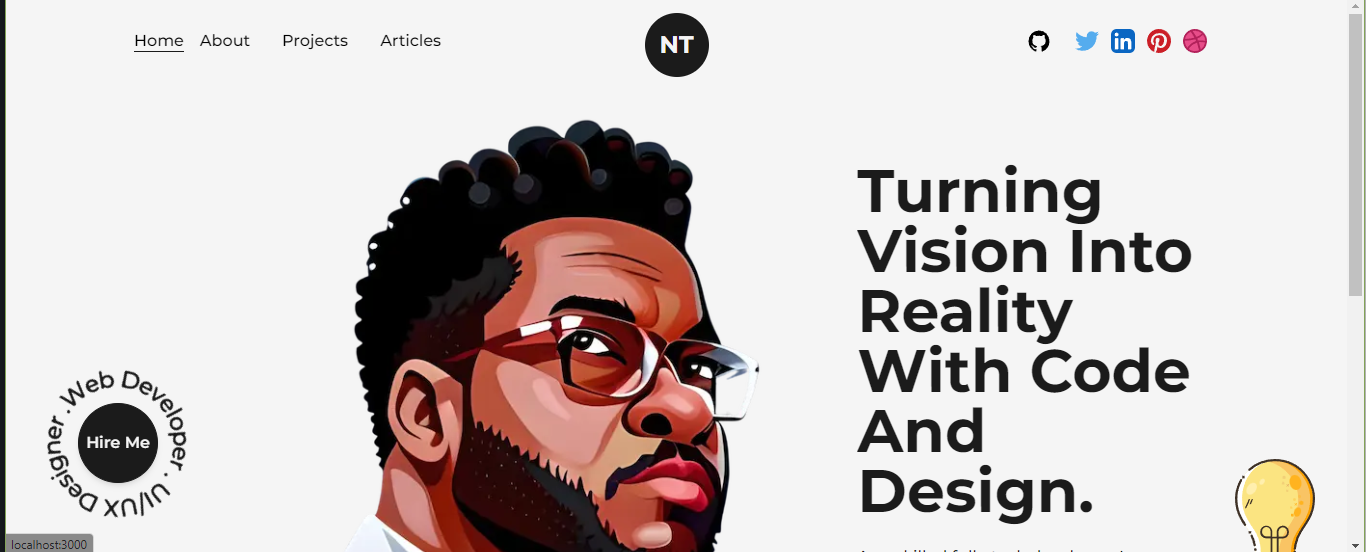 Home About Projects Articles
NT
Turning
Vision Into
Reality
With Code
And
Design.
Web Developer . UI/UX Designer .
Hire Me
localhost:3000